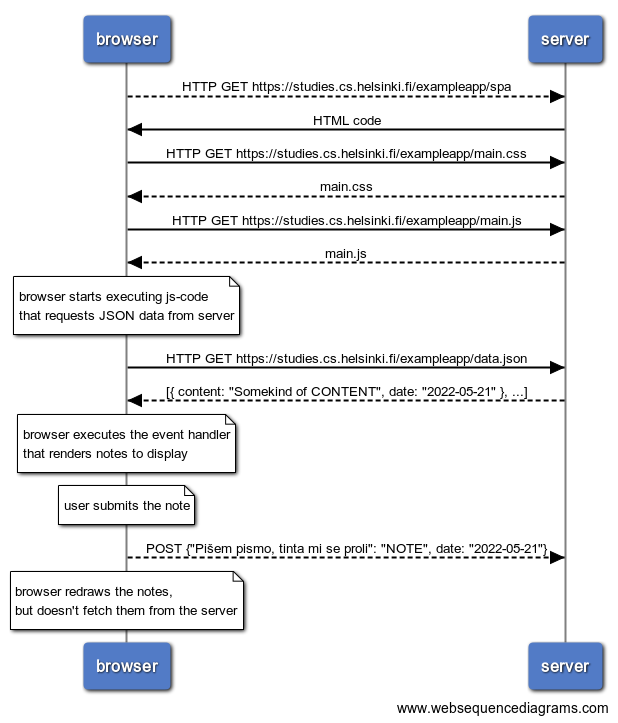 browser
server
HTTP GET https://studies.cs.helsinki.fi/exampleapp/spa
HTML code
HTTP GET https://studies.cs.helsinki.fi/exampleapp/main.css
main.css
HTTP GET https://studies.cs.helsinki.fi/exampleapp/main.js
main.js
browser starts executing js-code
that requests JSON data from server
HTTP GET https://studies.cs.helsinki.fi/exampleapp/data.json
[{ content: "Somekind of CONTENT", date: "2022-05-21" }, ...]
browser executes the event handler
that renders notes to display
user submits the note
POST {"Pišem pismo, tinta mi se proli": "NOTE", date: "2022-05-21"}
browser redraws the notes,
but doesn't fetch them from the server
browser
server
www.websequencediagrams.com